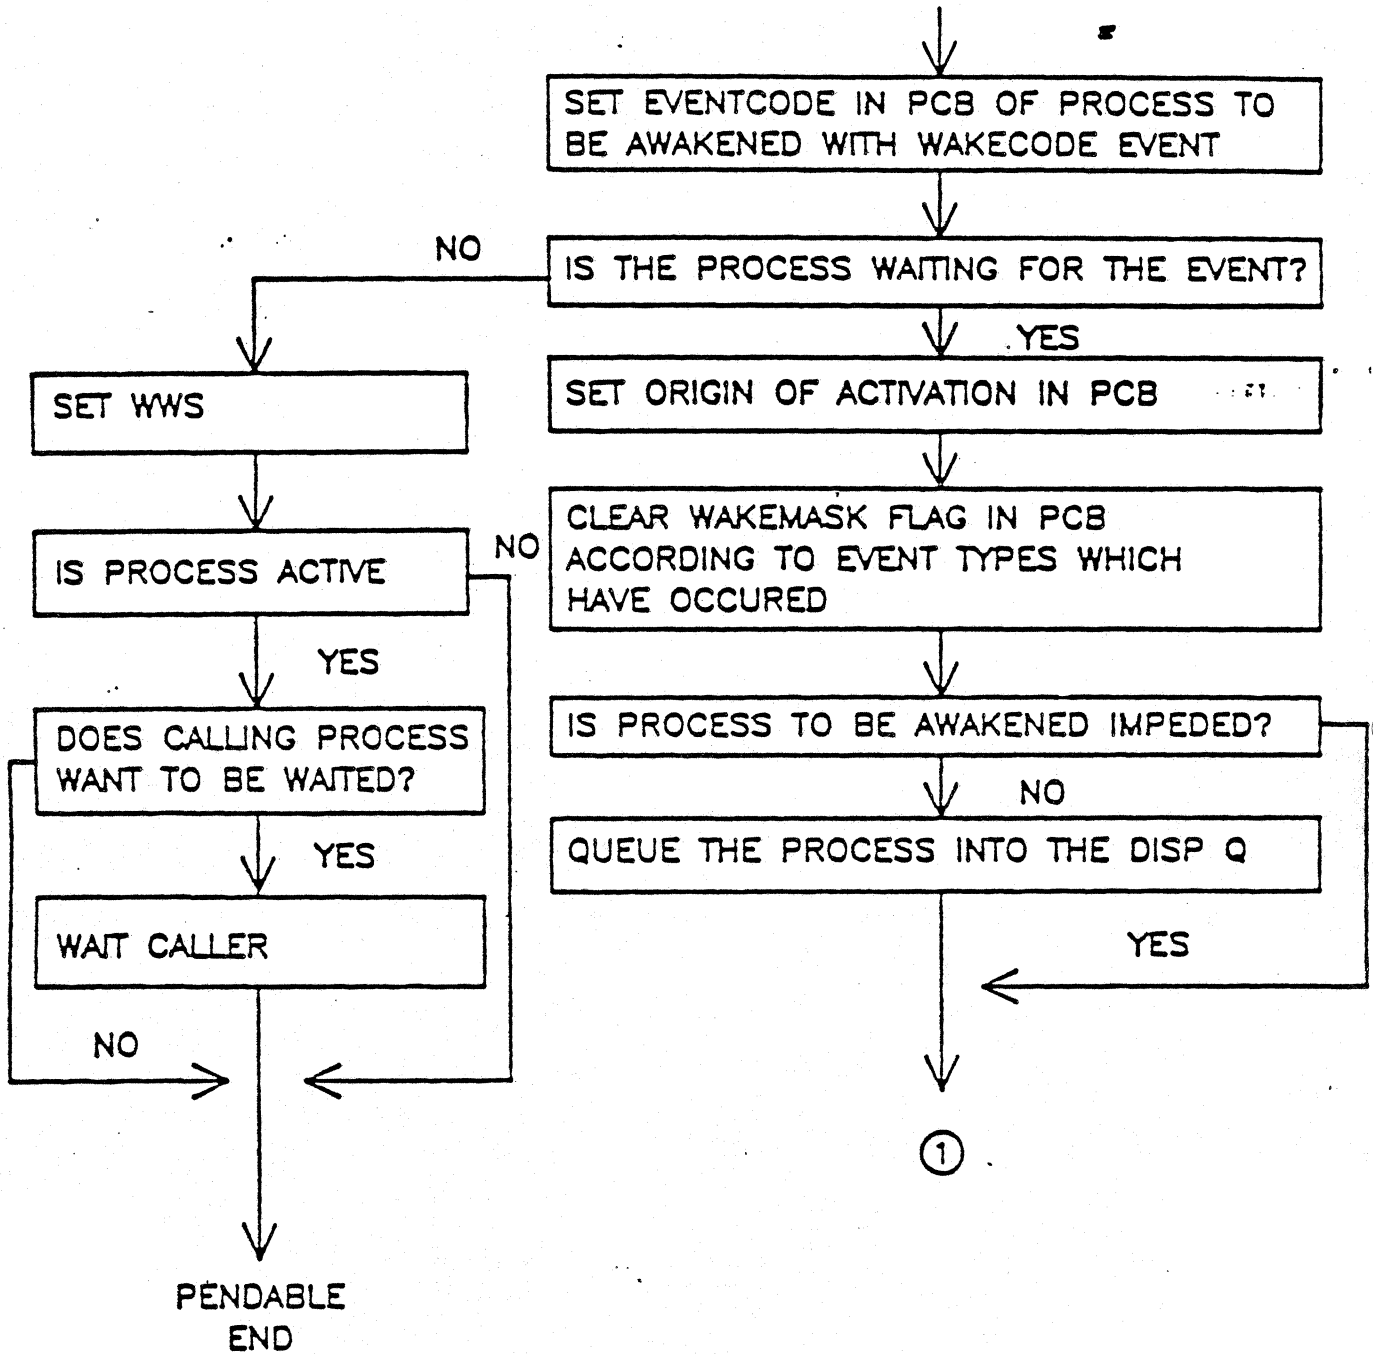 SET EVENTCODE IN PCB OF PROCESS TO
BE AWAKENED WITH WAKECODE EVENT
NO
IS THE PROCESS WAITING FOR THE EVENT?
YES
SET WWS
SET ORIGIN OF ACTIVATION IN PCB
IS PROCESS ACTIVE
NO
CLEAR WAKEMASK FLAG IN PCB
ACCORDING TO EVENT TYPES WHICH
HAVE OCCURED
YES
DOES CALLING PROCESS
WANT TO BE WAITED?
IS PROCESS TO BE AWAKENED IMPEDED?
NO
YES
QUEUE THE PROCESS INTO THE DISP Q
WAIT CALLER
YES
NO
1
PENDABLE
END